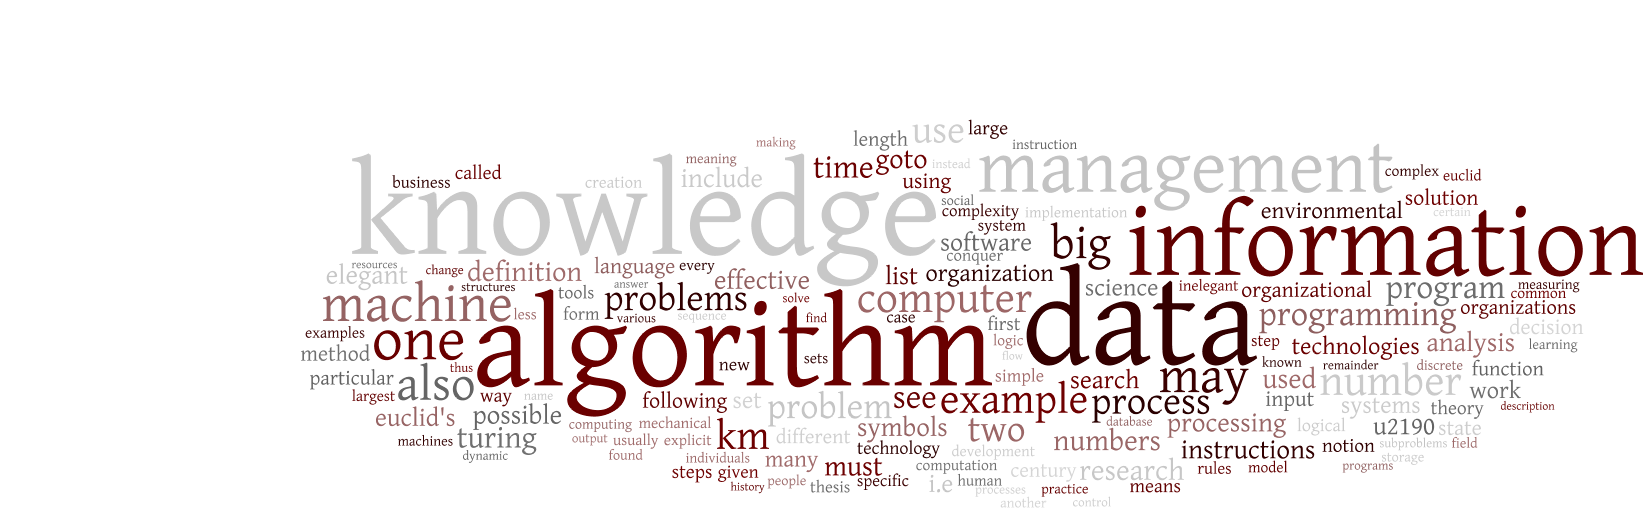 large
use
length
making
instruction
knowledge
management
goto
time
instead
meaning
include
called
business
creation
using
complex
euclid
solution
social
complexity
implementation
environmental
certain
information
system
software
conquer
big
resources
elegant
change
definition
language
every
effective
list
organization
science
inelegant
organizational
program
measuring
common
structures
answer
tools
problems
solve
computer
data
machine
less
form
various
sequence
algorithm
find
case
first
programming
organizations
decision
examples
one
logic
step
technologies
analysis
learning
method
flow
new
sets
thus
known
remainder
discrete
function
particular
also
simple
search
may
used
number
work
largest
way
name
following
set
problem
see
example
process
input
systems
theory
description
euclid's
possible
computing
mechanical
symbols
two
database
processing
logical
u2190
state
machines
turing
output
usually
explicit
km
different
technology
numbers
instructions
notion
subproblems
field
dynamic
found
individuals
many
must
development
computation
century
research
storage
rules
model
programs
steps
given
history
people
thesis
specific
i.e
human
processes
practice
means
another
control